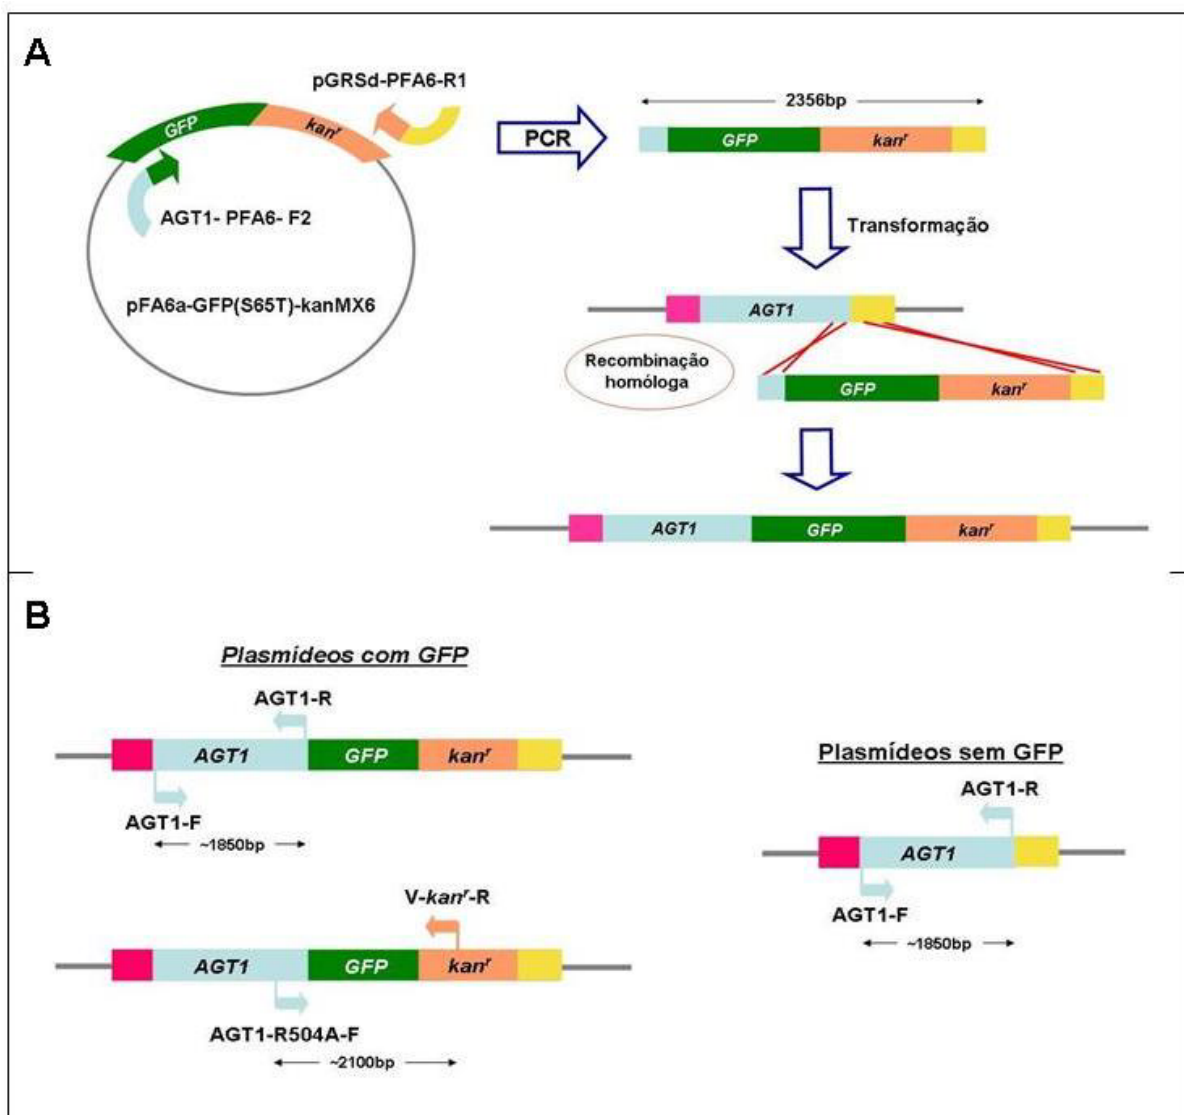 A
pGRSd-PFA6-R1
GFP
kanʳ
AGT1- PFA6- F2
pFA6a-GFP(S65T)-kanMX6
PCR
2356bp
GFP
kanʳ
Transformação
AGT1
Recombinação
homóloga
GFP
kanʳ
AGT1
GFP
kanʳ
B
Plasmídeos com GFP
AGT1-R
AGT1
GFP
kanʳ
AGT1-F
~1850bp
V-kanʳ-R
AGT1
GFP
kanʳ
AGT1-R504A-F
~2100bp
Plasmídeos sem GFP
AGT1-R
AGT1
AGT1-F
~1850bp